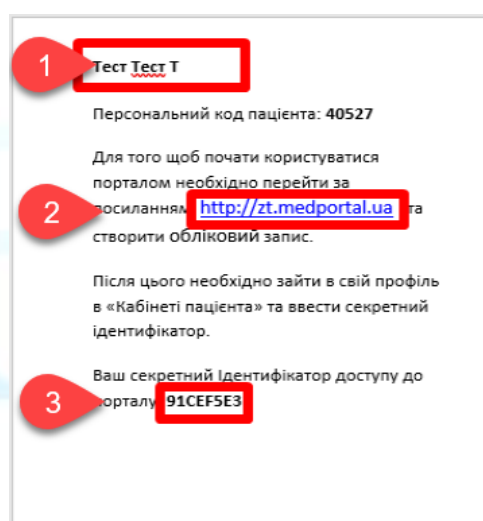 1
Тест Тест Т
Персональний код пацієнта: 40527
Для того щоб почати користуватися
порталом необхідно перейти за
2
http://zt.medportal.ua та
створити обліковий запис.
Після цього необхідно зайти в свій профіль
в «Кабінеті пацієнта» та ввести секретний
ідентифікатор.
Ваш секретний Ідентифікатор доступу до
3
91CEF5E3